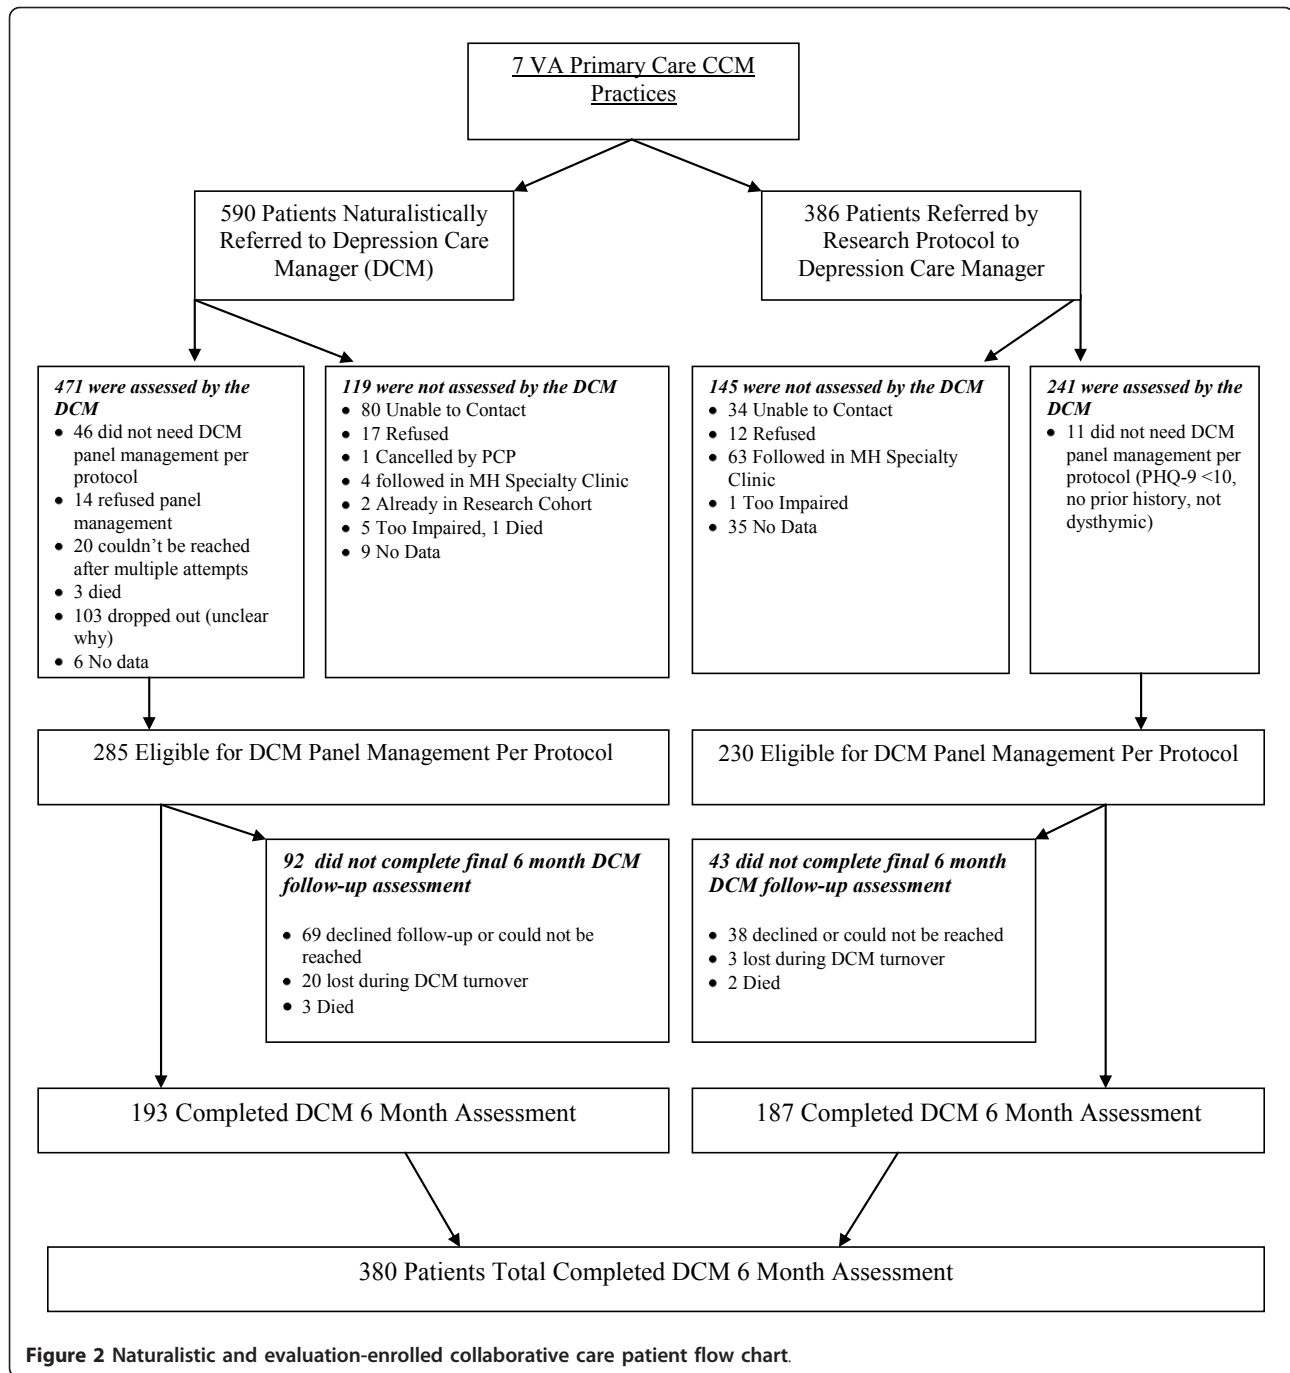 7 VA Primary Care CCM
Practices
590 Patients Naturalistically
Referred to Depression Care
Manager (DCM)
386 Patients Referred by
Research Protocol to
Depression Care Manager
471 were assessed by the
DCM
• 46 did not need DCM
panel management per
protocol
• 14 refused panel
management
• 20 couldn't be reached
after multiple attempts
• 3 died
• 103 dropped out (unclear
why)
• 6 No data
119 were not assessed by the DCM
• 80 Unable to Contact
• 17 Refused
• 1 Cancelled by PCP
• 4 followed in MH Specialty Clinic
• 2 Already in Research Cohort
• 5 Too Impaired, 1 Died
• 9 No Data
145 were not assessed by the DCM
• 34 Unable to Contact
• 12 Refused
• 63 Followed in MH Specialty
Clinic
• 1 Too Impaired
• 35 No Data
241 were assessed by the
DCM
• 11 did not need DCM
panel management per
protocol (PHQ-9 <10,
no prior history, not
dysthymic)
285 Eligible for DCM Panel Management Per Protocol
230 Eligible for DCM Panel Management Per Protocol
92 did not complete final 6 month DCM
follow-up assessment
• 69 declined follow-up or could not be
reached
• 20 lost during DCM turnover
• 3 Died
43 did not complete final 6 month
DCM follow-up assessment
• 38 declined or could not be reached
• 3 lost during DCM turnover
• 2 Died
193 Completed DCM 6 Month Assessment
187 Completed DCM 6 Month Assessment
380 Patients Total Completed DCM 6 Month Assessment
Figure 2 Naturalistic and evaluation-enrolled collaborative care patient flow chart.